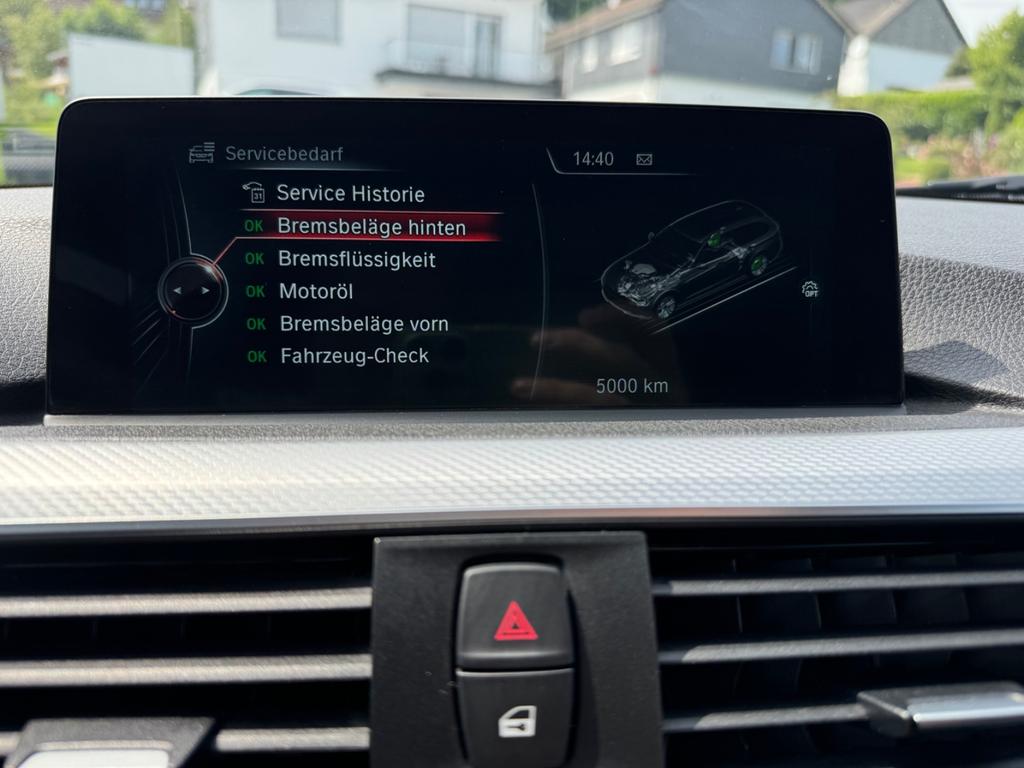 Servicebedarf
14:40
31 Service Historie
OK Bremsbeläge hinten
OK Bremsflüssigkeit
OK Motoröl
OK Bremsbeläge vorn
OK Fahrzeug-Check
OPT
5000 km